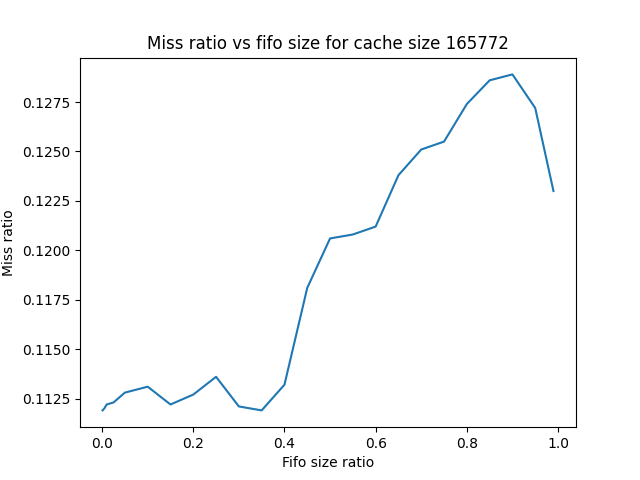 Miss ratio vs fifo size for cache size 165772
Miss ratio
0.1275
0.1250
0.1225
0.1200
0.1175
0.1150
0.1125
0.0 0.2 0.4 0.6 0.8 1.0
Fifo size ratio